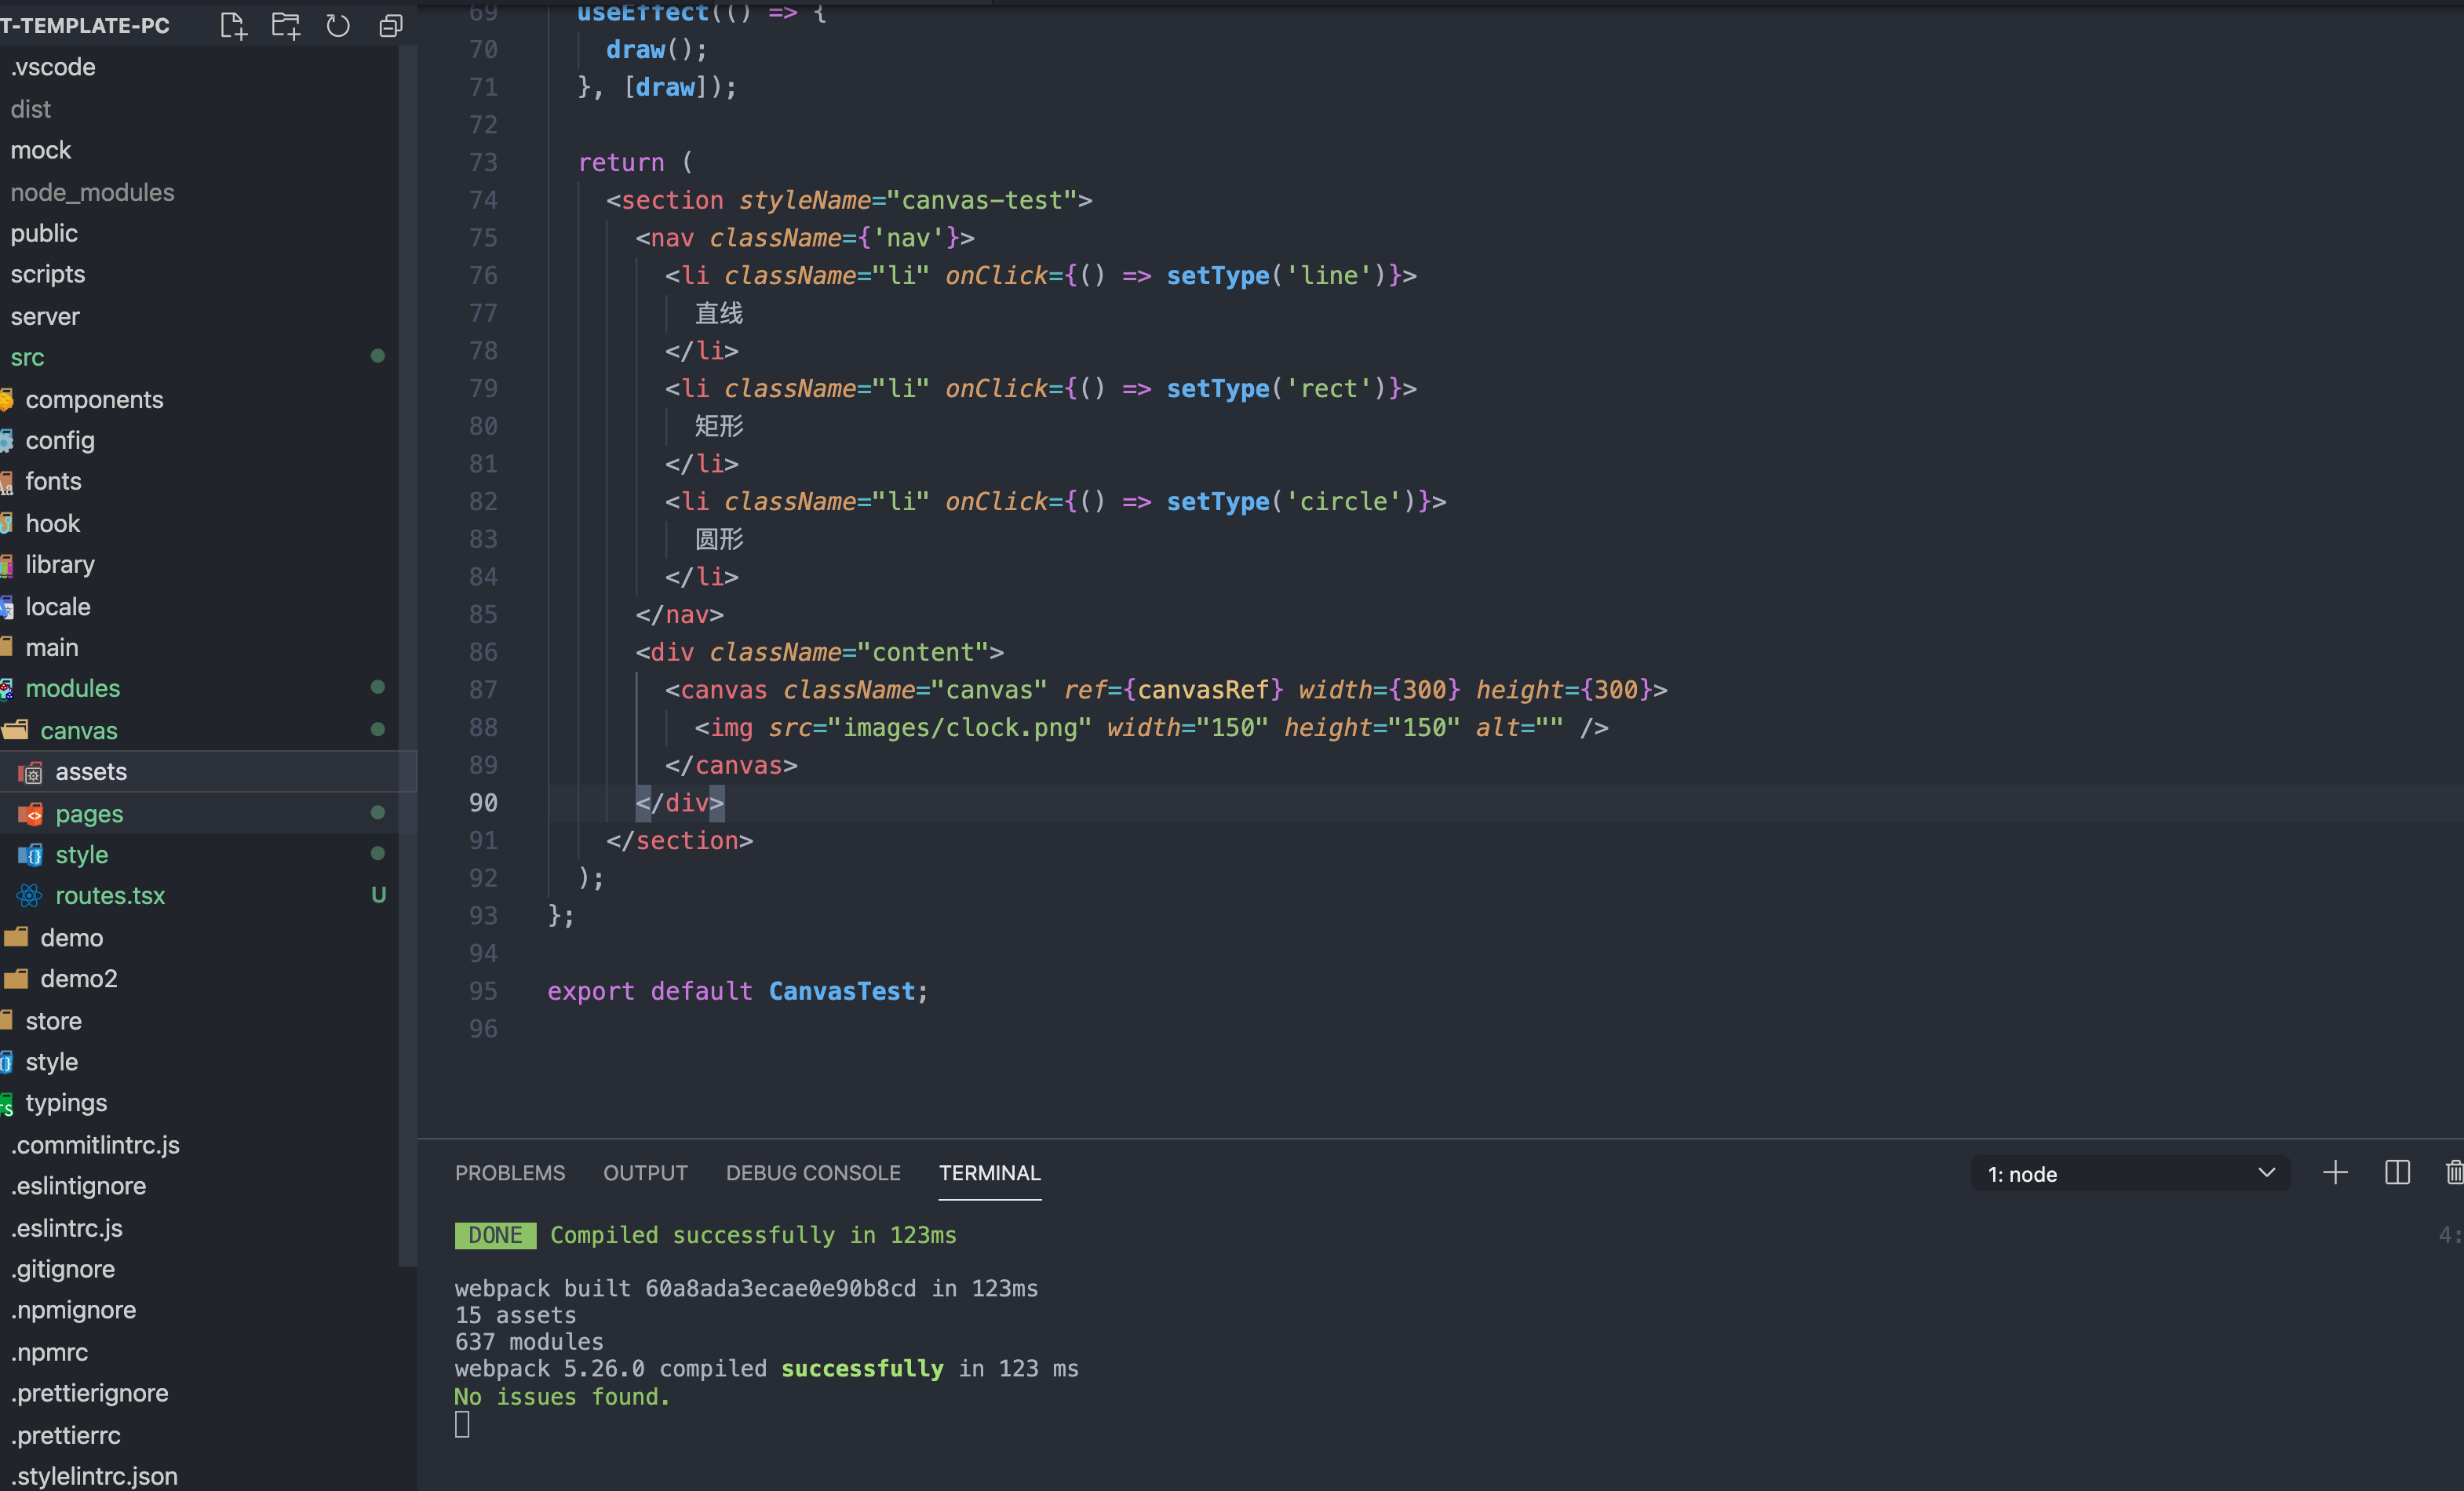 T-TEMPLATE-PC
.vscode
dist
mock
node_modules
public
scripts
server
src
components
config
fonts
hook
library
locale
main
modules
canvas
assets
pages
style
routes.tsx U
demo
demo2
store
style
typings
.commitlintrc.js
.eslintignore
.eslintrc.js
.gitignore
.npmignore
.npmrc
.prettierignore
.prettierrc
.stylelintrc.json
69 useEffect(() => {
70 draw();
71 }, [draw]);
72
73 return (
74 <section styleName="canvas-test">
75 <nav className={'nav'}>
76 <li className="li" onClick={() => setType('line')}>
77 直线
78 </li>
79 <li className="li" onClick={() => setType('rect')}>
80 矩形
81 </li>
82 <li className="li" onClick={() => setType('circle')}>
83 圆形
84 </li>
85 </nav>
86 <div className="content">
87 <canvas className="canvas" ref={canvasRef} width={300} height={300}>
88 <img src="images/clock.png" width="150" height="150" alt="" />
89 </canvas>
90 </div>
91 </section>
92 );
93 };
94
95 export default CanvasTest;
96
PROBLEMS OUTPUT DEBUG CONSOLE TERMINAL 1: node
DONE Compiled successfully in 123ms 4:
webpack built 60a8ada3ecae0e90b8cd in 123ms
15 assets
637 modules
webpack 5.26.0 compiled successfully in 123 ms
No issues found.